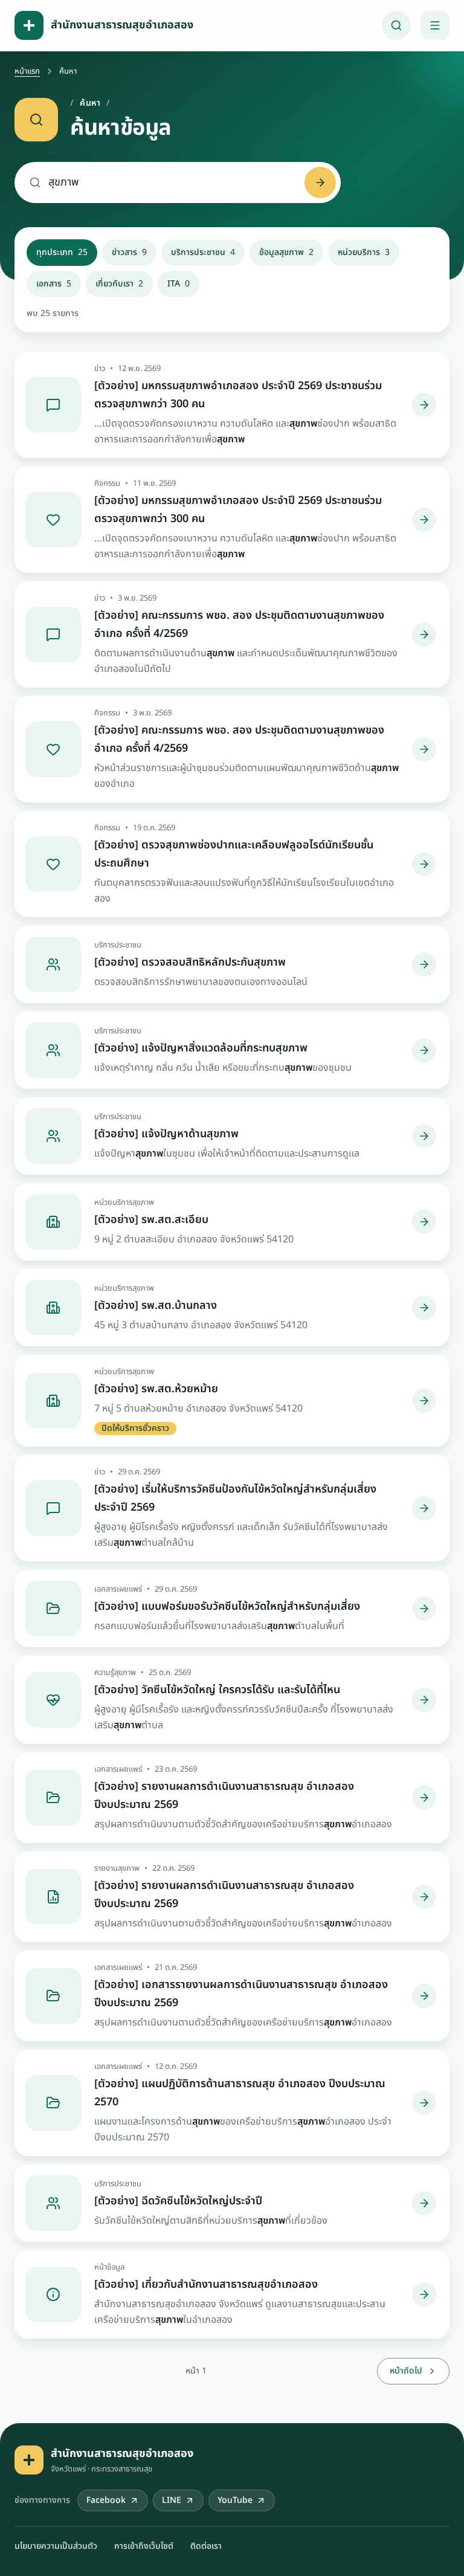 สำนักงานสาธารณสุขอำเภอสอง
หน้าแรก > ค้นหา
/ ค้นหา /
ค้นหาข้อมูล
สุขภาพ
ทุกประเภท 25
ข่าวสาร 9
บริการประชาชน 4
ข้อมูลสุขภาพ 2
หน่วยบริการ 3
เอกสาร 5
เกี่ยวกับเรา 2
ITA 0
พบ 25 รายการ
ข่าว • 12 พ.ย. 2569
[ตัวอย่าง] มหกรรมสุขภาพอำเภอสอง ประจำปี 2569 ประชาชนร่วม
ตรวจสุขภาพกว่า 300 คน
…เปิดจุดตรวจคัดกรองเบาหวาน ความดันโลหิต และสุขภาพช่องปาก พร้อมสาธิต
อาหารและการออกกำลังกายเพื่อสุขภาพ
กิจกรรม • 11 พ.ย. 2569
[ตัวอย่าง] มหกรรมสุขภาพอำเภอสอง ประจำปี 2569 ประชาชนร่วม
ตรวจสุขภาพกว่า 300 คน
…เปิดจุดตรวจคัดกรองเบาหวาน ความดันโลหิต และสุขภาพช่องปาก พร้อมสาธิต
อาหารและการออกกำลังกายเพื่อสุขภาพ
ข่าว • 3 พ.ย. 2569
[ตัวอย่าง] คณะกรรมการ พชอ. สอง ประชุมติดตามงานสุขภาพของ
อำเภอ ครั้งที่ 4/2569
ติดตามผลการดำเนินงานด้านสุขภาพ และกำหนดประเด็นพัฒนาคุณภาพชีวิตของ
อำเภอสองในปีถัดไป
กิจกรรม • 3 พ.ย. 2569
[ตัวอย่าง] คณะกรรมการ พชอ. สอง ประชุมติดตามงานสุขภาพของ
อำเภอ ครั้งที่ 4/2569
หัวหน้าส่วนราชการและผู้นำชุมชนร่วมติดตามแผนพัฒนาคุณภาพชีวิตด้านสุขภาพ
ของอำเภอ
กิจกรรม • 19 ต.ค. 2569
[ตัวอย่าง] ตรวจสุขภาพช่องปากและเคลือบฟลูออไรด์นักเรียนชั้น
ประถมศึกษา
ทันตบุคลากรตรวจฟันและสอนแปรงฟันที่ถูกวิธีให้นักเรียนโรงเรียนในเขตอำเภอ
สอง
บริการประชาชน
[ตัวอย่าง] ตรวจสอบสิทธิหลักประกันสุขภาพ
ตรวจสอบสิทธิการรักษาพยาบาลของตนเองทางออนไลน์
บริการประชาชน
[ตัวอย่าง] แจ้งปัญหาสิ่งแวดล้อมที่กระทบสุขภาพ
แจ้งเหตุรำคาญ กลิ่น ควัน น้ำเสีย หรือขยะที่กระทบสุขภาพของชุมชน
บริการประชาชน
[ตัวอย่าง] แจ้งปัญหาด้านสุขภาพ
แจ้งปัญหาสุขภาพในชุมชน เพื่อให้เจ้าหน้าที่ติดตามและประสานการดูแล
หน่วยบริการสุขภาพ
[ตัวอย่าง] รพ.สต.สะเอียบ
9 หมู่ 2 ตำบลสะเอียบ อำเภอสอง จังหวัดแพร่ 54120
หน่วยบริการสุขภาพ
[ตัวอย่าง] รพ.สต.บ้านกลาง
45 หมู่ 3 ตำบลบ้านกลาง อำเภอสอง จังหวัดแพร่ 54120
หน่วยบริการสุขภาพ
[ตัวอย่าง] รพ.สต.ห้วยหม้าย
7 หมู่ 5 ตำบลห้วยหม้าย อำเภอสอง จังหวัดแพร่ 54120
ปิดให้บริการชั่วคราว
ข่าว • 29 ต.ค. 2569
[ตัวอย่าง] เริ่มให้บริการวัคซีนป้องกันไข้หวัดใหญ่สำหรับกลุ่มเสี่ยง
ประจำปี 2569
ผู้สูงอายุ ผู้มีโรคเรื้อรัง หญิงตั้งครรภ์ และเด็กเล็ก รับวัคซีนได้ที่โรงพยาบาลส่ง
เสริมสุขภาพตำบลใกล้บ้าน
เอกสารเผยแพร่ • 29 ต.ค. 2569
[ตัวอย่าง] แบบฟอร์มขอรับวัคซีนไข้หวัดใหญ่สำหรับกลุ่มเสี่ยง
กรอกแบบฟอร์มแล้วยื่นที่โรงพยาบาลส่งเสริมสุขภาพตำบลในพื้นที่
ความรู้สุขภาพ • 25 ต.ค. 2569
[ตัวอย่าง] วัคซีนไข้หวัดใหญ่ ใครควรได้รับ และรับได้ที่ไหน
ผู้สูงอายุ ผู้มีโรคเรื้อรัง และหญิงตั้งครรภ์ควรรับวัคซีนปีละครั้ง ที่โรงพยาบาลส่ง
เสริมสุขภาพตำบล
เอกสารเผยแพร่ • 23 ต.ค. 2569
[ตัวอย่าง] รายงานผลการดำเนินงานสาธารณสุข อำเภอสอง
ปีงบประมาณ 2569
สรุปผลการดำเนินงานตามตัวชี้วัดสำคัญของเครือข่ายบริการสุขภาพอำเภอสอง
รายงานสุขภาพ • 22 ต.ค. 2569
[ตัวอย่าง] รายงานผลการดำเนินงานสาธารณสุข อำเภอสอง
ปีงบประมาณ 2569
สรุปผลการดำเนินงานตามตัวชี้วัดสำคัญของเครือข่ายบริการสุขภาพอำเภอสอง
เอกสารเผยแพร่ • 21 ต.ค. 2569
[ตัวอย่าง] เอกสารรายงานผลการดำเนินงานสาธารณสุข อำเภอสอง
ปีงบประมาณ 2569
สรุปผลการดำเนินงานตามตัวชี้วัดสำคัญของเครือข่ายบริการสุขภาพอำเภอสอง
เอกสารเผยแพร่ • 12 ต.ค. 2569
[ตัวอย่าง] แผนปฏิบัติการด้านสาธารณสุข อำเภอสอง ปีงบประมาณ
2570
แผนงานและโครงการด้านสุขภาพของเครือข่ายบริการสุขภาพอำเภอสอง ประจำ
ปีงบประมาณ 2570
บริการประชาชน
[ตัวอย่าง] ฉีดวัคซีนไข้หวัดใหญ่ประจำปี
รับวัคซีนไข้หวัดใหญ่ตามสิทธิที่หน่วยบริการสุขภาพที่เกี่ยวข้อง
หน้าข้อมูล
[ตัวอย่าง] เกี่ยวกับสำนักงานสาธารณสุขอำเภอสอง
สำนักงานสาธารณสุขอำเภอสอง จังหวัดแพร่ ดูแลงานสาธารณสุขและประสาน
เครือข่ายบริการสุขภาพในอำเภอสอง
หน้า 1
หน้าถัดไป
สำนักงานสาธารณสุขอำเภอสอง
จังหวัดแพร่ · กระทรวงสาธารณสุข
ช่องทางทางการ
Facebook
LINE
YouTube
นโยบายความเป็นส่วนตัว
การเข้าถึงเว็บไซต์
ติดต่อเรา